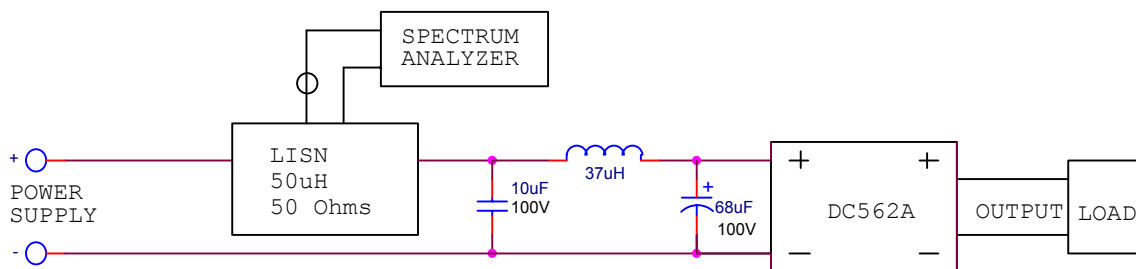 SPECTRUM
ANALYZER
+
POWER
SUPPLY
-
LISN
50uH
50 Ohms
10uF
100V
37uH
+
68uF
100V
+ +
DC562A
- -
OUTPUT
LOAD